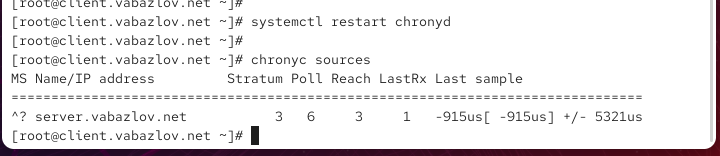 [root@client.vabazlov.net ~]#
[root@client.vabazlov.net ~]# systemctl restart chronyd
[root@client.vabazlov.net ~]#
[root@client.vabazlov.net ~]# chronyc sources
MS Name/IP address         Stratum Poll Reach LastRx Last sample
===============================================================================
^? server.vabazlov.net           3   6     3     1   -915us[ -915us] +/- 5321us
[root@client.vabazlov.net ~]#